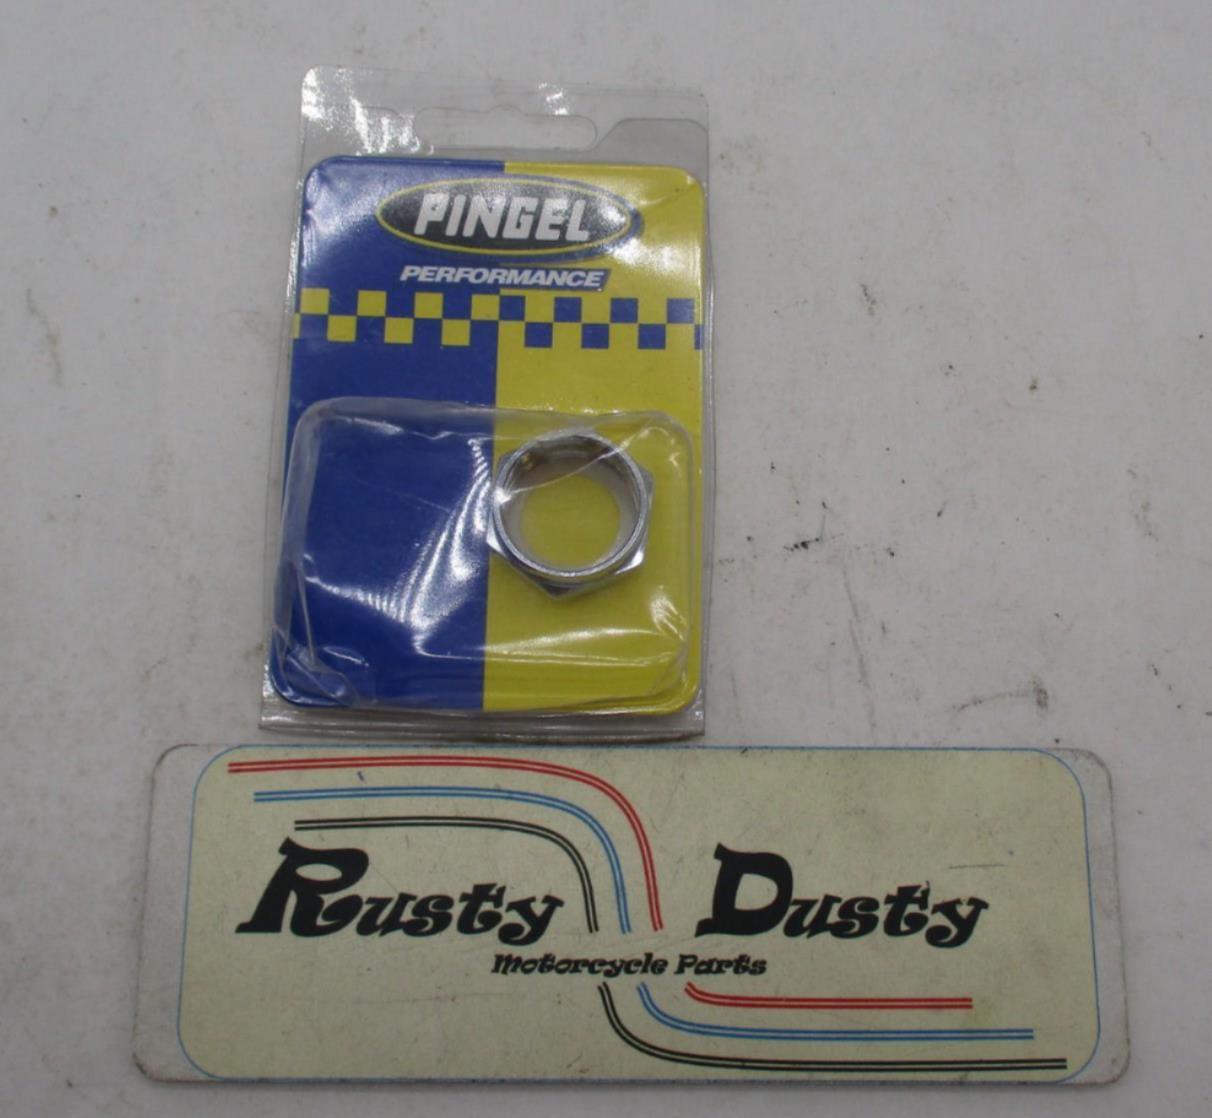 PINGEL
PERFORMANCE
Rusty Dusty
Motorcycle Parts